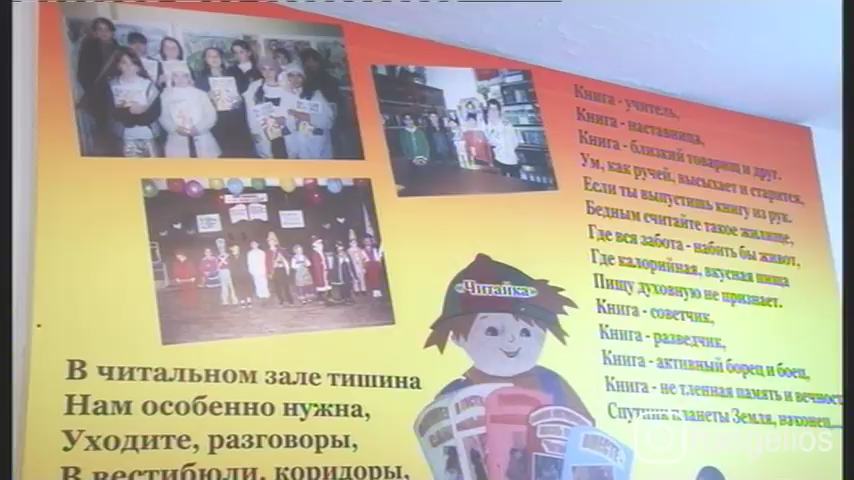 Книга - учитель,
Книга - наставница,
Книга - близкий товарищ и друг.
Ум, как ручей, высыхает и старится,
Если ты выпустишь книгу из рук.
Бедным считайте такое жилище,
Где вся забота - набить бы живот,
Где калорийная, вкусная пища
Пищу духовную не признает.
Книга - советчик,
Книга - разведчик,
Книга - активный борец и боец,
Книга - не тленная память и вечность
Спутник планеты Земля, наконец
«Читайка»
В читальном зале тишина
Нам особенно нужна,
Уходите, разговоры,
В вестибюли, коридоры,
ВМЕСТЕ